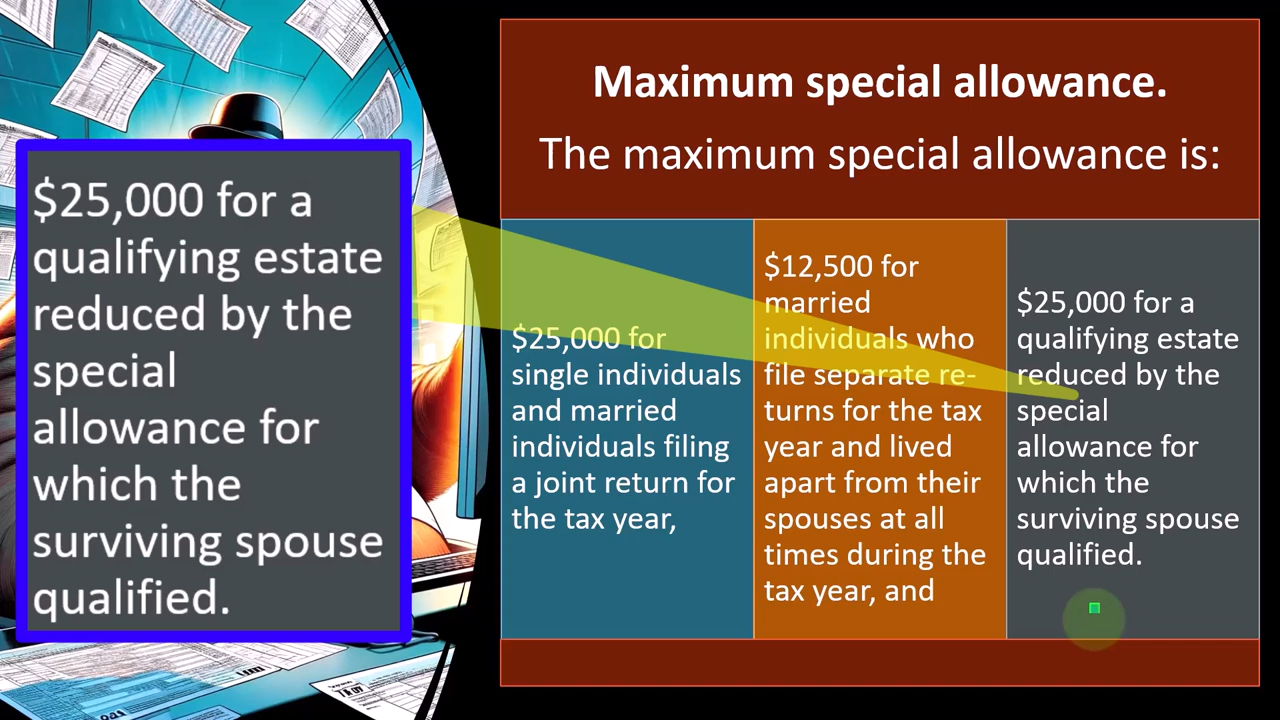 Maximum special allowance.
The maximum special allowance is:
$25,000 for a
qualifying estate
reduced by the
special
allowance for
which the
surviving spouse
qualified.
$25,000 for
single individuals
and married
individuals filing
a joint return for
the tax year,
$12,500 for
married
individuals who
file separate re-
turns for the tax
year and lived
apart from their
spouses at all
times during the
tax year, and
$25,000 for a
qualifying estate
reduced by the
special
allowance for
which the
surviving spouse
qualified.